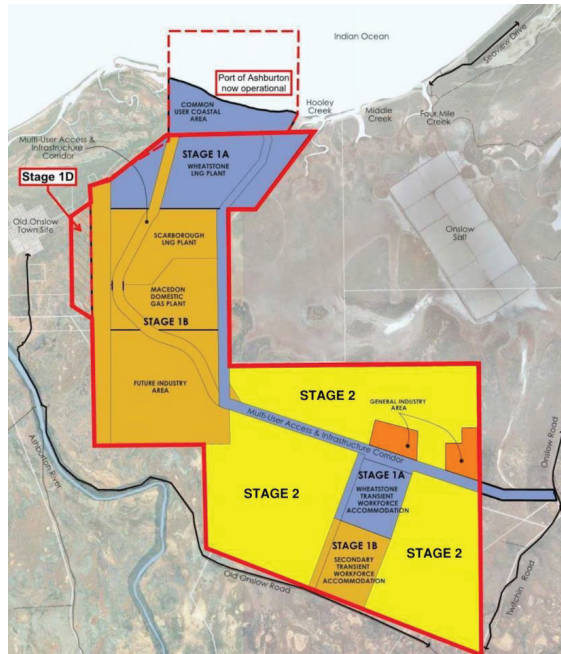 Indian Ocean
Seaview Drive
Port of Ashburton
now operational
COMMON
USER COASTAL
AREA
Hooley
Creek
Middle
Creek
Four Mile
Creek
Multi-User Access &
Infrastructure
Corridor
STAGE 1A
WHEATSTONE
LNG PLANT
Stage 1D
Old Onslow
Town Site
SCARBOROUGH
LNG PLANT
Onslow
Salt
MACEDON
DOMESTIC
GAS PLANT
STAGE 1B
FUTURE INDUSTRY
AREA
STAGE 2
GENERAL INDUSTRY
AREA
Multi-User Access & Infrastructure Corridor
Onslow Road
Ashburton River
STAGE 1A
WHEATSTONE
TRANSIENT
WORKFORCE
ACCOMMODATION
STAGE 2
STAGE 1B
SECONDARY
TRANSIENT
WORKFORCE
ACCOMMODATION
STAGE 2
Old Onslow Road
Twitchin Road